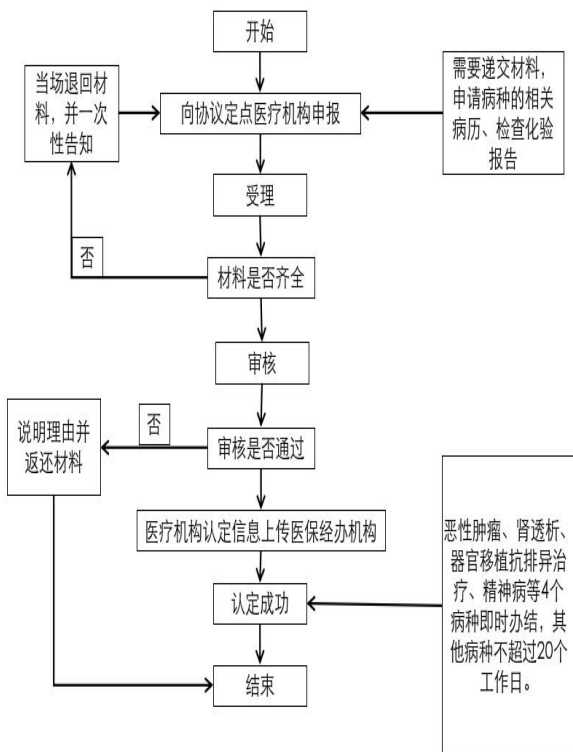 开始
当场退回材
料，并一次
性告知
向协议定点医疗机构申报
需要递交材料，
申请病种的相关
病历、检查化验
报告
受理
否
材料是否齐全
审核
说明理由并
返还材料
否
审核是否通过
医疗机构认定信息上传医保经办机构
恶性肿瘤、肾透析、
器官移植抗排异治
疗、精神病等4个
病种即时办结，其
他病种不超过20个
工作日。
认定成功
结束